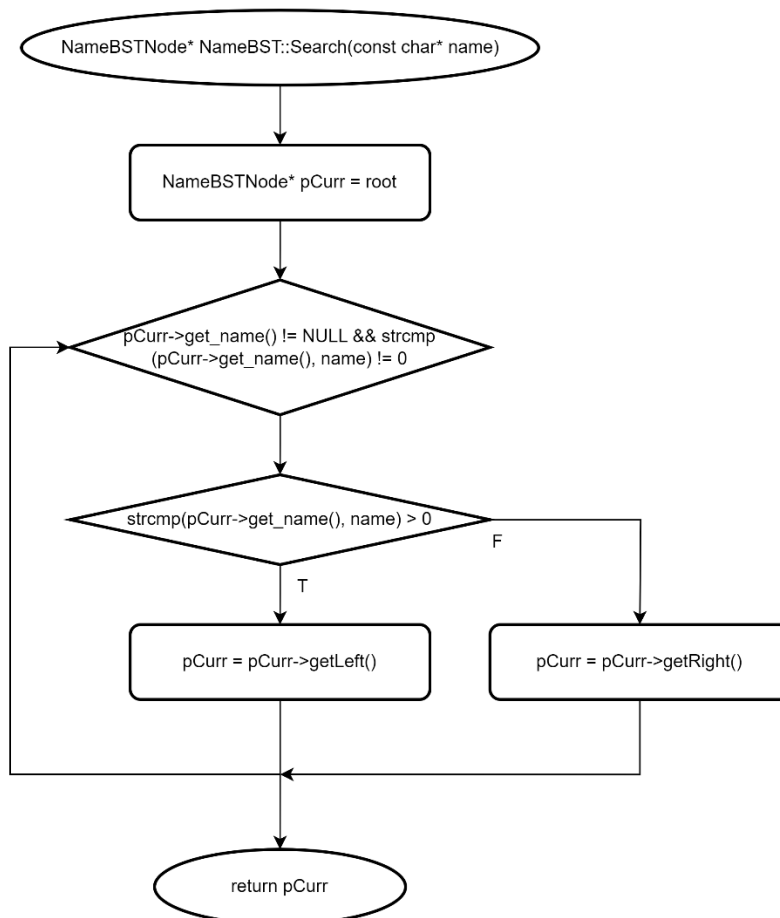 NameBSTNode* NameBST::Search(const char* name)
NameBSTNode* pCurr = root
pCurr->get_name() != NULL && strcmp
(pCurr->get_name(), name) != 0
strcmp(pCurr->get_name(), name) > 0
F
T
pCurr = pCurr->getLeft()
pCurr = pCurr->getRight()
return pCurr